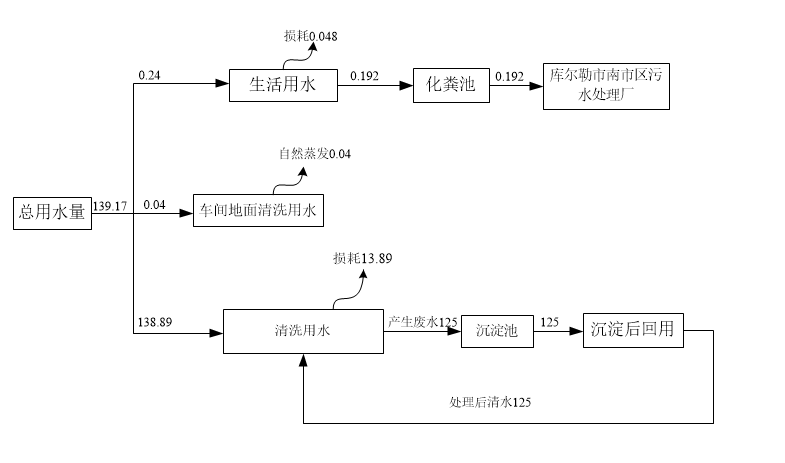 损耗0.048
0.24
生活用水
0.192
化粪池
0.192
库尔勒市南市区污
水处理厂
自然蒸发0.04
总用水量
139.17
0.04
车间地面清洗用水
损耗13.89
138.89
清洗用水
产生废水125
沉淀池
125
沉淀后回用
处理后清水125